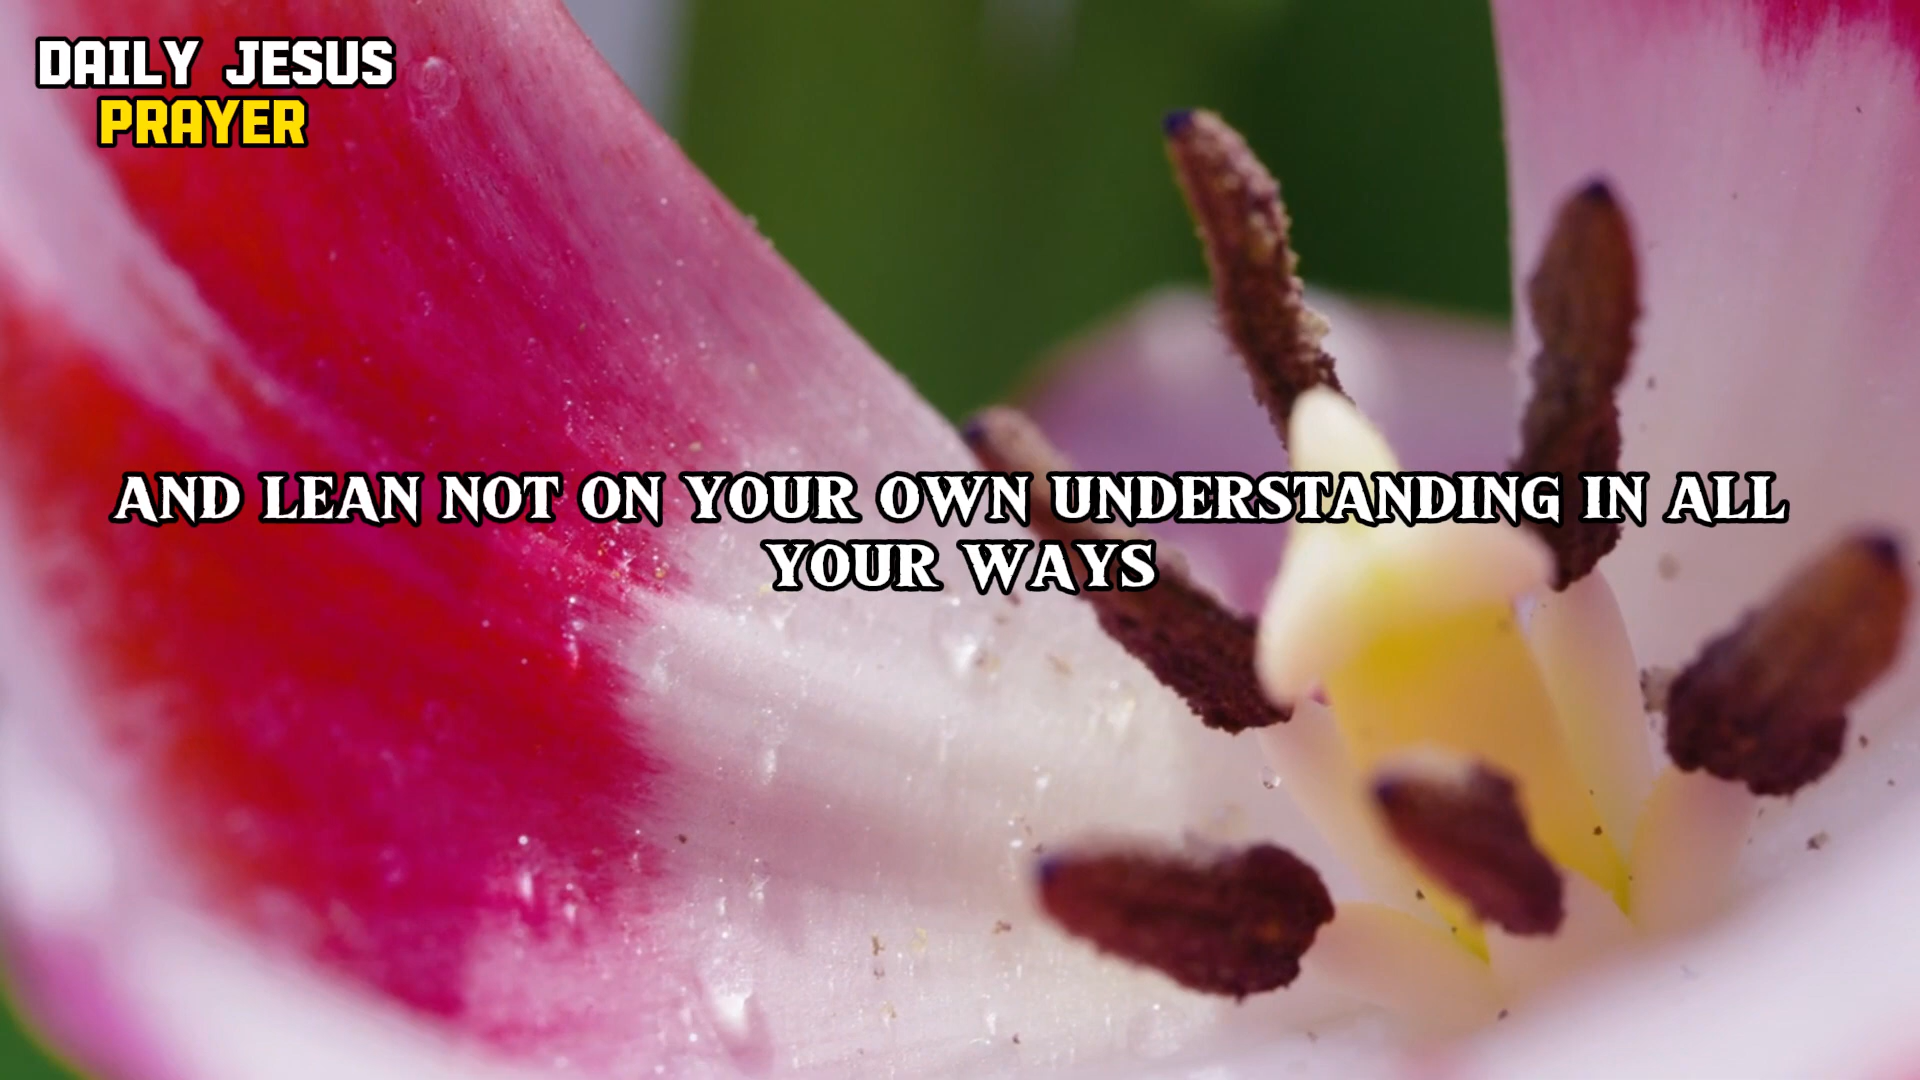 DAILY JESUS
PRAYER
AND LEAN NOT ON YOUR OWN UNDERSTANDING IN ALL
YOUR WAYS